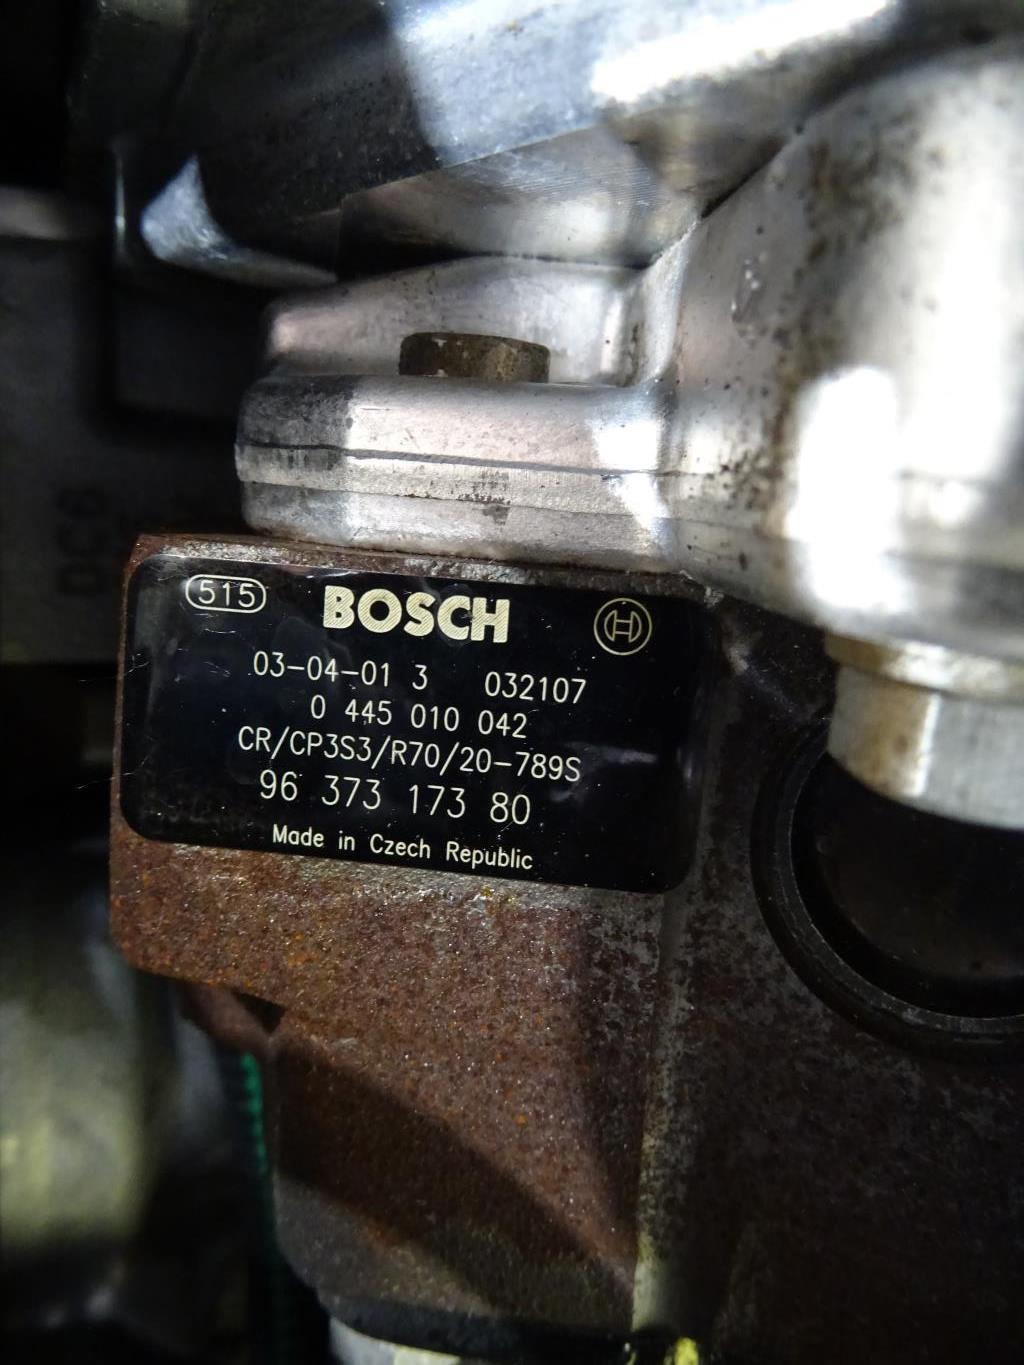 515 BOSCH
03-04-01 3 032107
0 445 010 042
CR/CP3S3/R70/20-789S
96 373 173 80
Made in Czech Republic